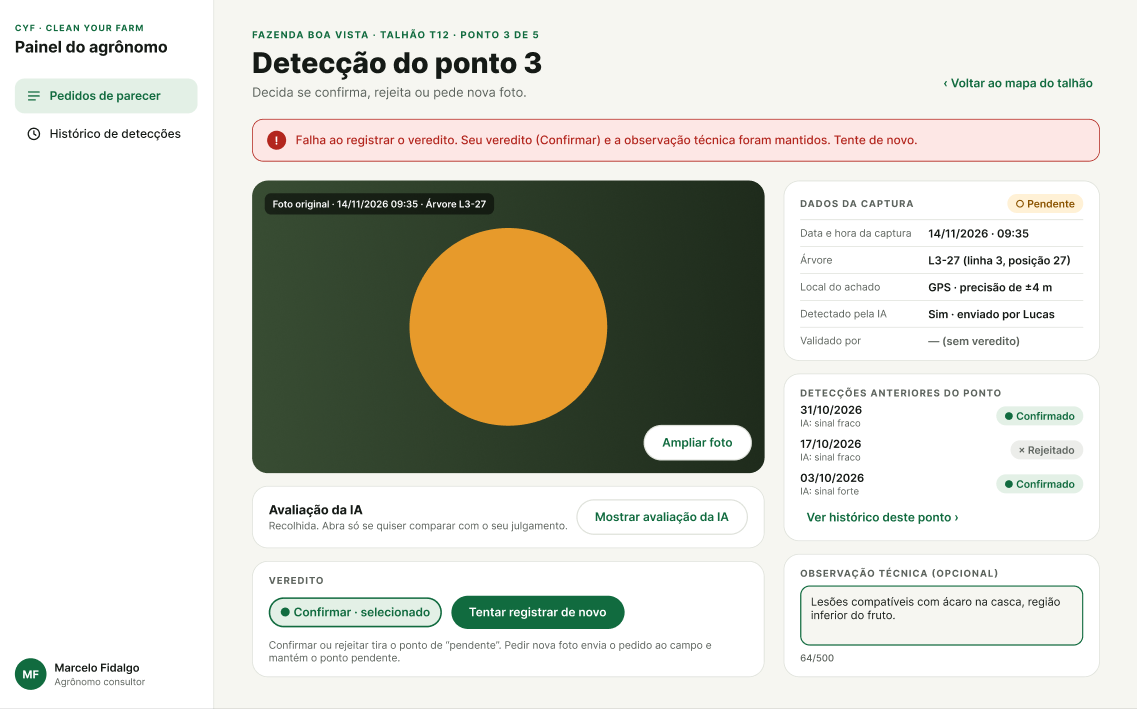 CYF · CLEAN YOUR FARM
Painel do agrônomo
Pedidos de parecer
Histórico de detecções
MF
Marcelo Fidalgo
Agrônomo consultor
FAZENDA BOA VISTA · TALHÃO T12 · PONTO 3 DE 5
Detecção do ponto 3
Decida se confirma, rejeita ou pede nova foto.
‹ Voltar ao mapa do talhão
! Falha ao registrar o veredito. Seu veredito (Confirmar) e a observação técnica foram mantidos. Tente de novo.
Foto original · 14/11/2026 09:35 · Árvore L3-27
Ampliar foto
Avaliação da IA
Recolhida. Abra só se quiser comparar com o seu julgamento.
Mostrar avaliação da IA
VEREDITO
Confirmar · selecionado
Tentar registrar de novo
Confirmar ou rejeitar tira o ponto de “pendente”. Pedir nova foto envia o pedido ao campo e
mantém o ponto pendente.
DADOS DA CAPTURA
Pendente
Data e hora da captura 14/11/2026 · 09:35
Árvore L3-27 (linha 3, posição 27)
Local do achado GPS · precisão de ±4 m
Detectado pela IA Sim · enviado por Lucas
Validado por — (sem veredito)
DETECÇÕES ANTERIORES DO PONTO
31/10/2026
IA: sinal fraco
Confirmado
17/10/2026
IA: sinal fraco
× Rejeitado
03/10/2026
IA: sinal forte
Confirmado
Ver histórico deste ponto ›
OBSERVAÇÃO TÉCNICA (OPCIONAL)
Lesões compatíveis com ácaro na casca, região
inferior do fruto.
64/500